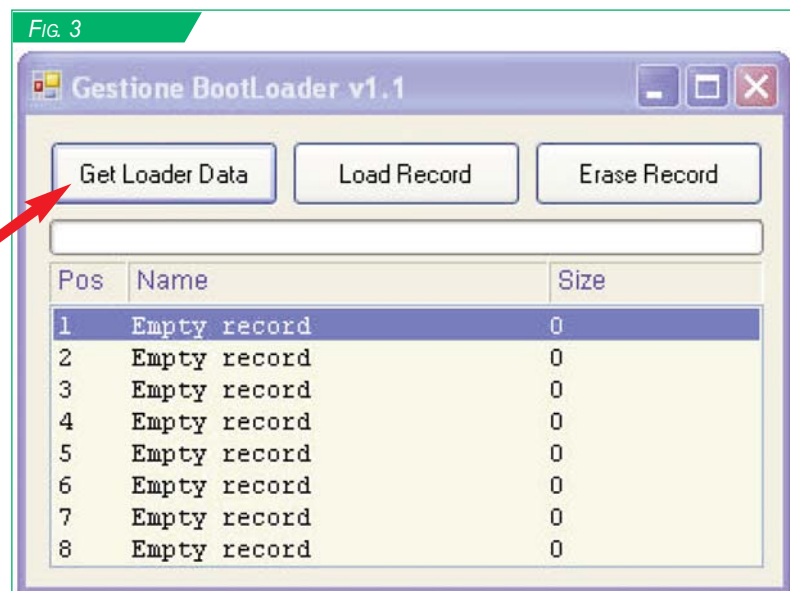 FIG. 3
Gestione BootLoader v1.1
Get Loader Data Load Record Erase Record
Pos Name Size
1 Empty record 0
2 Empty record 0
3 Empty record 0
4 Empty record 0
5 Empty record 0
6 Empty record 0
7 Empty record 0
8 Empty record 0